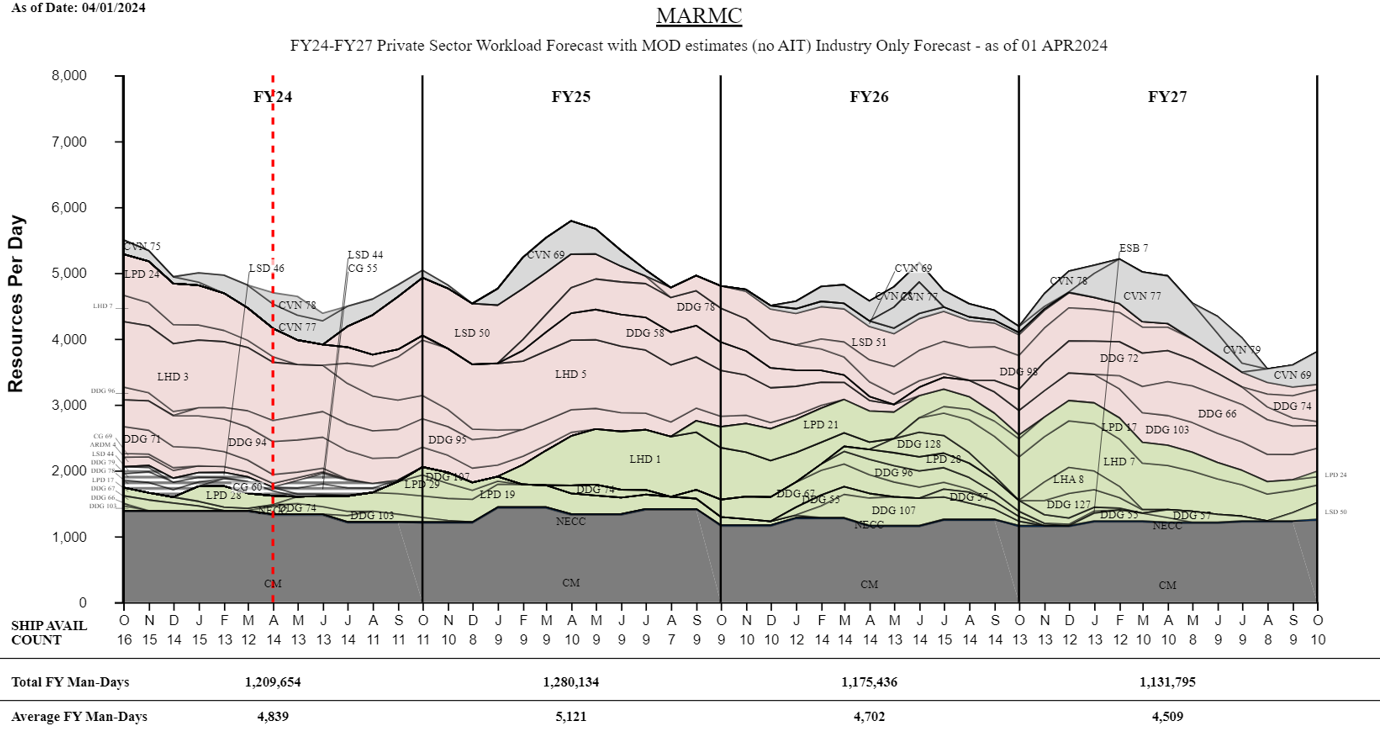 As of Date: 04/01/2024
MARMC
FY24-FY27 Private Sector Workload Forecast with MOD estimates (no AIT) Industry Only Forecast - as of 01 APR2024
Resources Per Day
8,000
7,000
6,000
5,000
4,000
3,000
2,000
1,000
0
FY24
FY25
FY26
FY27
CVN 75
LPD 24
LHD 7
LHD 3
DDG 96
DDG 71
CG 69
ARDM 4
LSD 44
DDG 79
DDG 78
LPD 17
DDG 67
DDG 66
DDG 103
LSD 46
CVN 78
CVN 77
LSD 44
CG 55
DDG 94
CG 60
LPD 28
NECC
DDG 74
DDG 103
CM
CVN 69
LSD 50
DDG 78
DDG 58
LHD 5
DDG 95
LHD 1
LPD 29
DDG 107
LPD 19
DDG 74
NECC
CM
CVN 69
CVN 78
CVN 77
LSD 51
LPD 21
DDG 128
LPD 28
DDG 96
DDG 67
DDG 55
DDG 57
DDG 107
NECC
CM
DDG 98
ESB 7
CVN 78
CVN 77
CVN 79
CVN 69
DDG 72
DDG 66
DDG 74
DDG 103
LPD 17
LHD 7
LHA 8
DDG 127
DDG 55
DDG 57
NECC
CM
LPD 24
LSD 50
O N D J F M A M J J A S O N D J F M A M J J A S O N D J F M A M J J A S O N D J F M A M J J A S O
SHIP AVAIL
COUNT
16 15 14 15 13 12 14 13 13 14 11 11 11 10 8 9 9 9 10 9 9 9 7 9 9 10 10 12 14 14 14 13 14 15 14 14 13 13 12 13 12 10 10 11 9 9 8 9 10
Total FY Man-Days 1,209,654 1,280,134 1,175,436 1,131,795
Average FY Man-Days 4,839 5,121 4,702 4,509